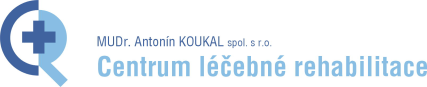 MUDr. Antonín KOUKAL spol. s r.o.
Centrum léčebné rehabilitace